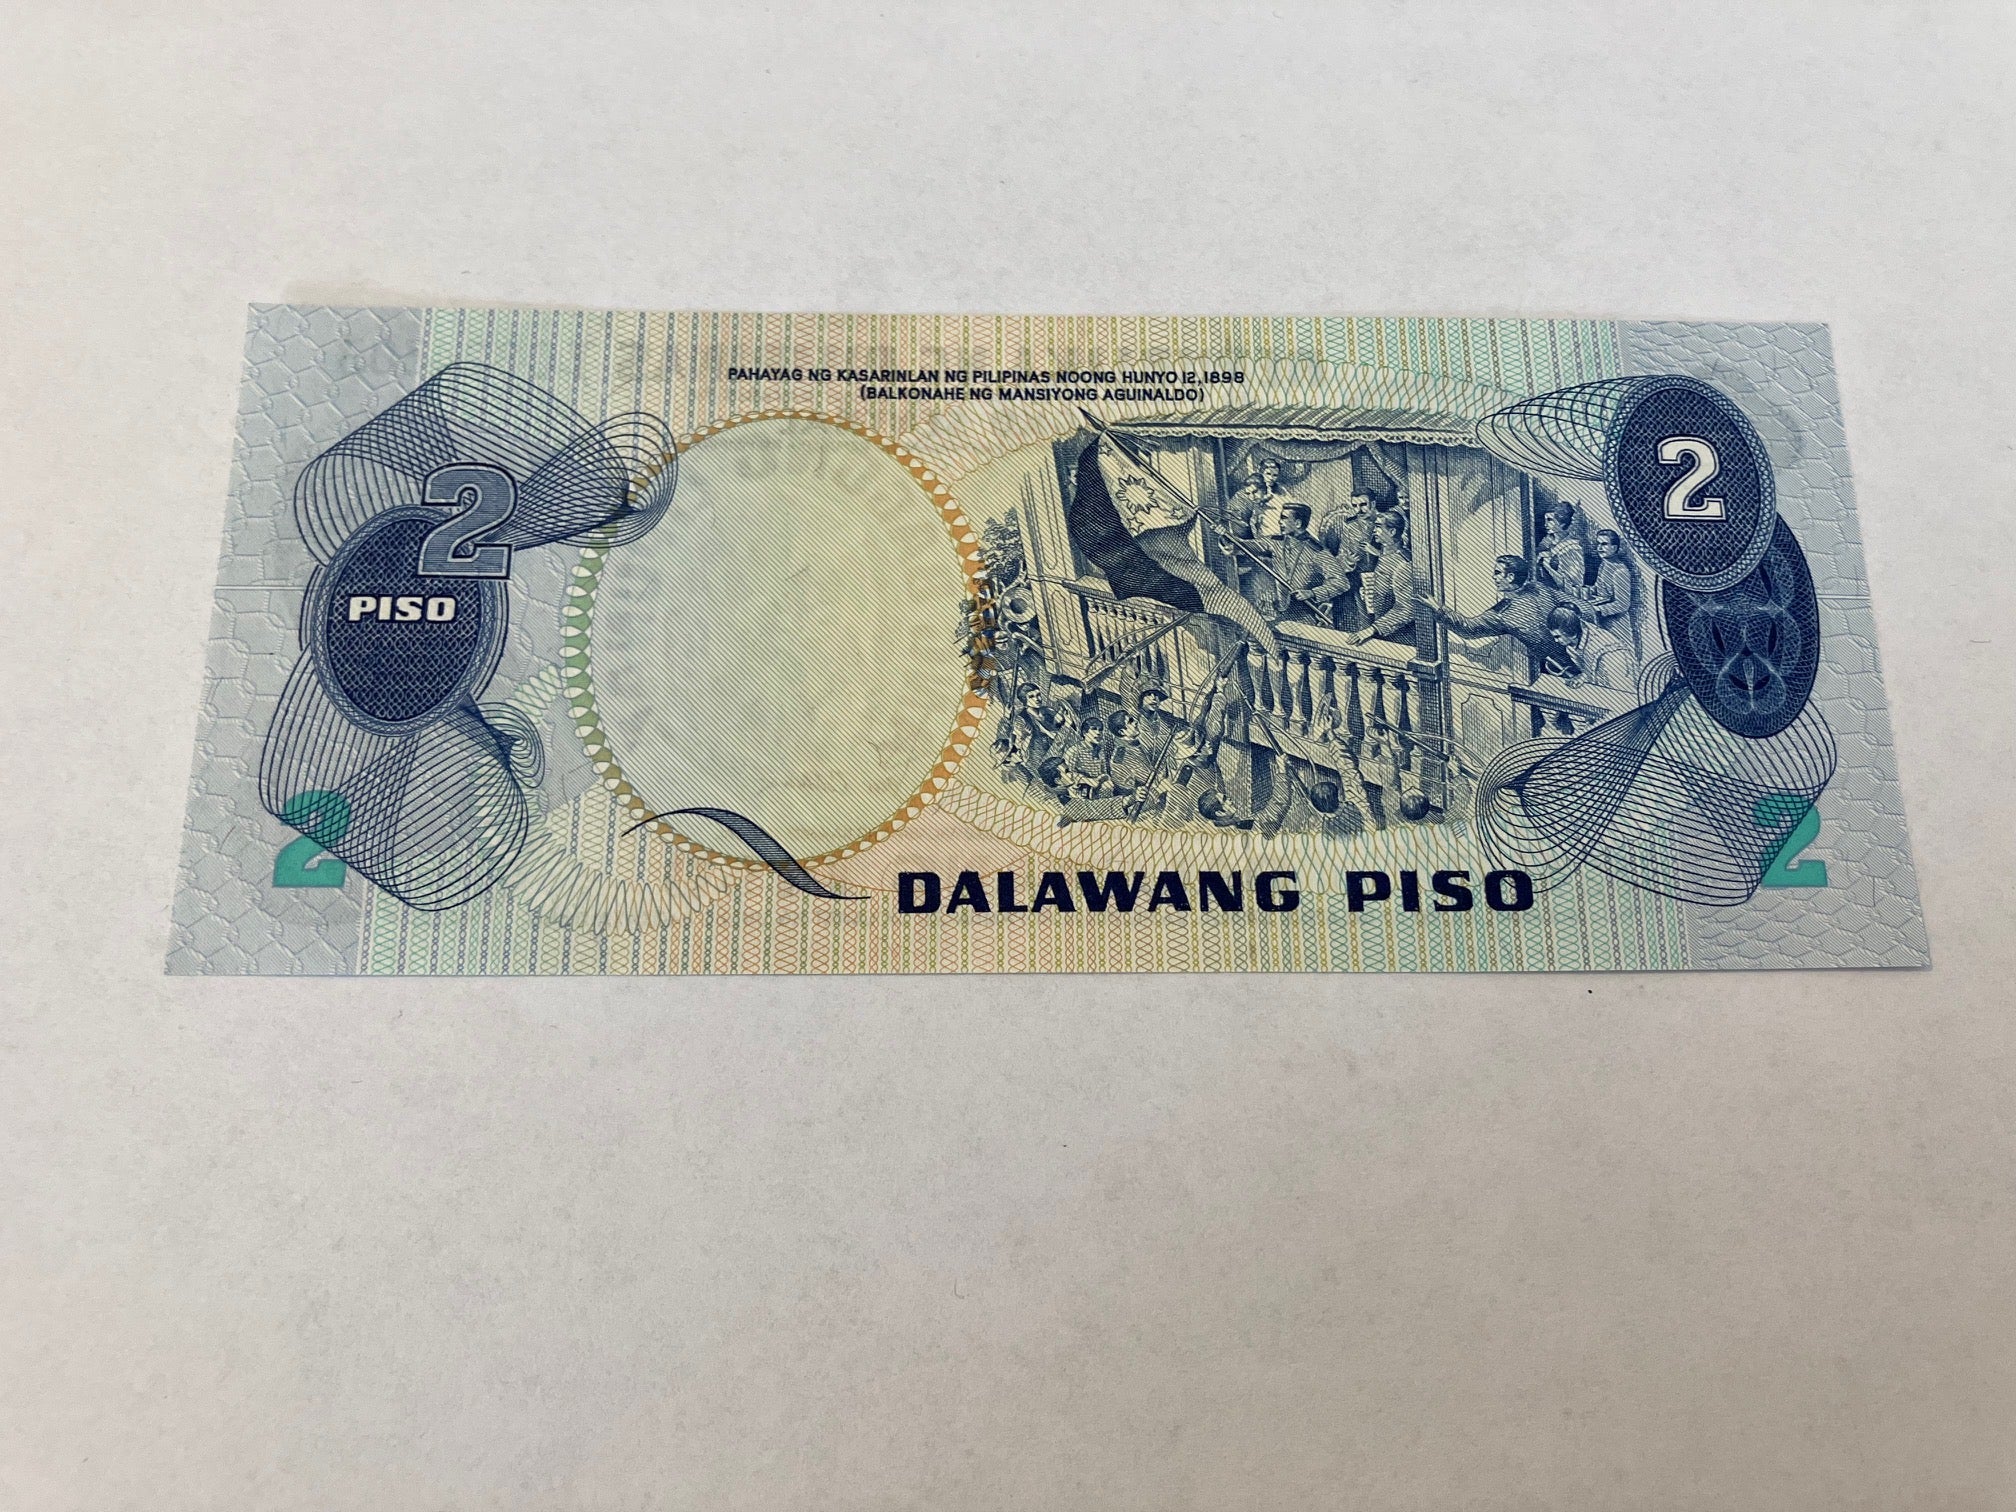 PAHAYAG NG KASARINLAN NG PILIPINAS NOONG HUNYO 12, 1898
(BALKONAHE NG MANSIYONG AGUINALDO)
2
PISO
2
2
2
DALAWANG PISO